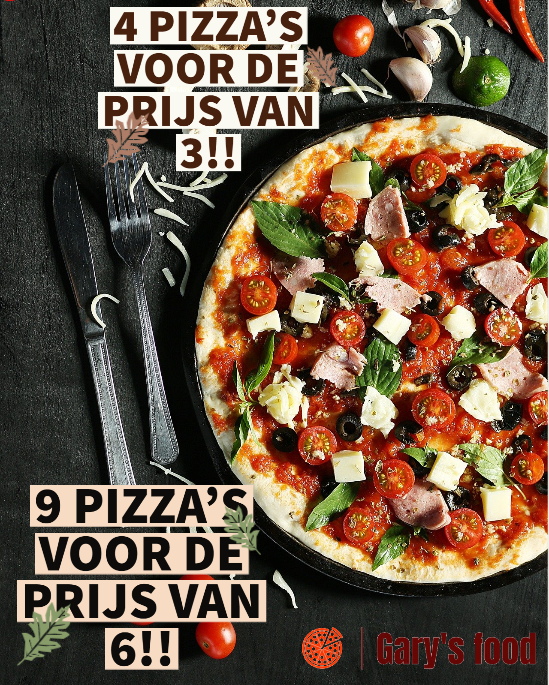 4 PIZZA’S
VOOR DE
PRIJS VAN
3!!
9 PIZZA’S
VOOR DE
PRIJS VAN
6!!
Gary's food